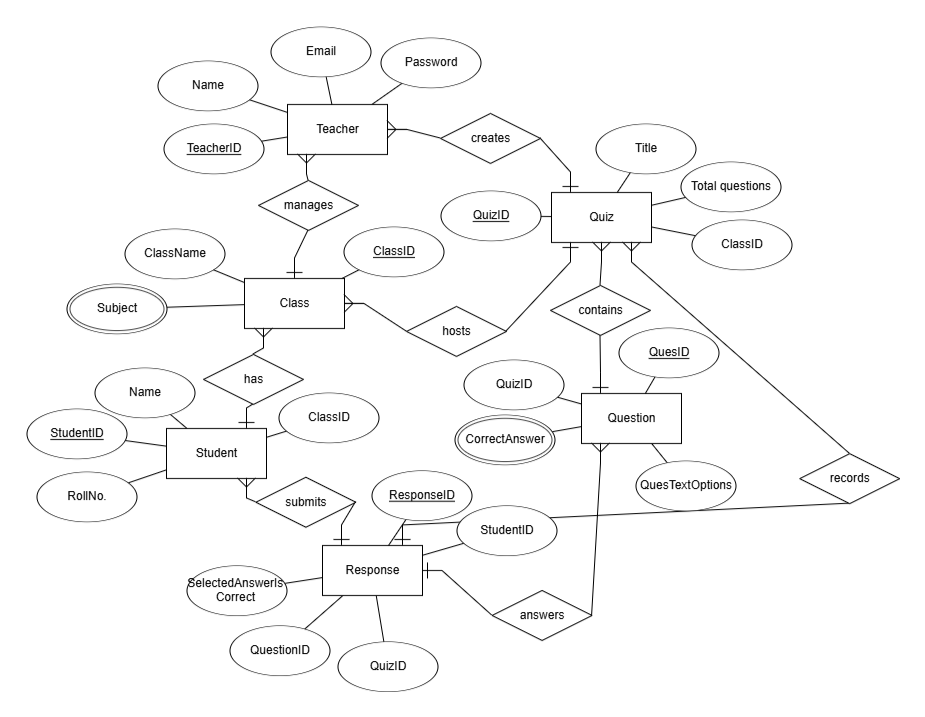 Email
Password
Name
Teacher
creates
TeacherID
Title
Total questions
manages
QuizID
Quiz
ClassID
ClassName
ClassID
Subject
Class
hosts
contains
QuesID
has
Name
QuizID
ClassID
Question
StudentID
CorrectAnswer
Student
RollNo.
submits
ResponseID
QuesTextOptions
records
StudentID
Response
SelectedAnswerIs
Correct
answers
QuestionID
QuizID